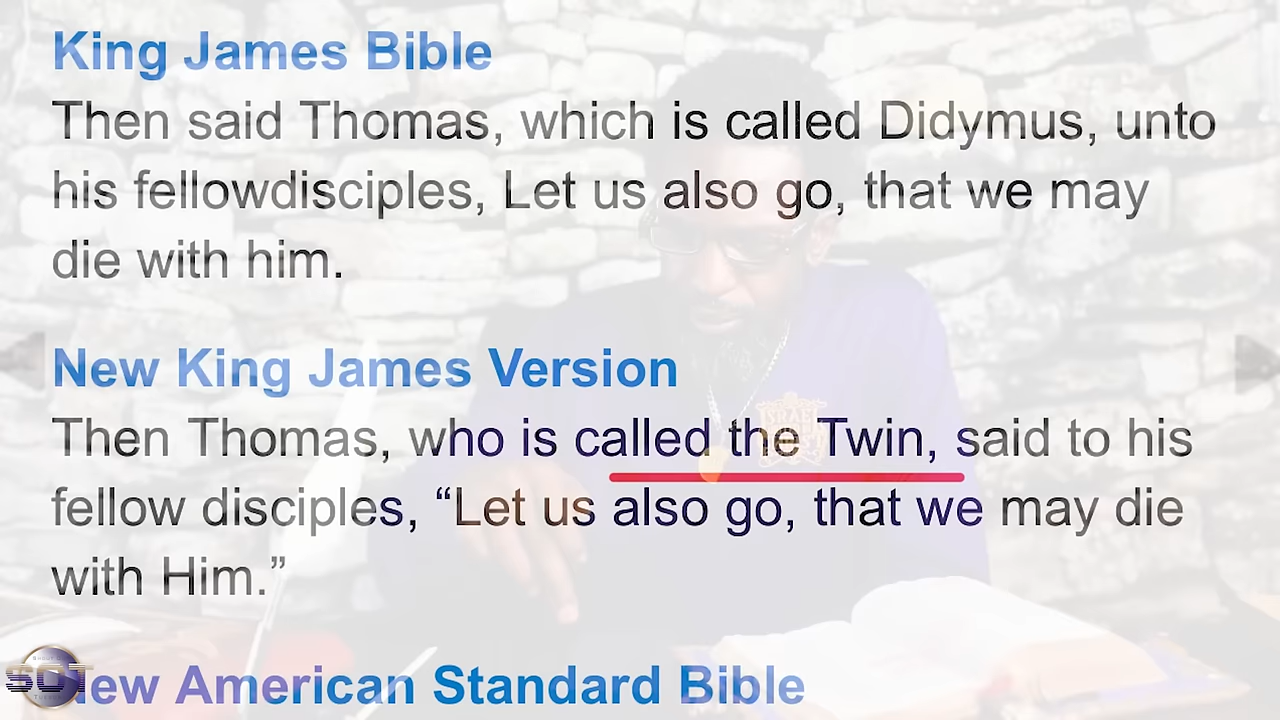 King James Bible
Then said Thomas, which is called Didymus, unto
his fellowdisciples, Let us also go, that we may
die with him.
New King James Version
Then Thomas, who is called the Twin, said to his
fellow disciples, “Let us also go, that we may die
with Him.”
New American Standard Bible
SOT
ISRAEL